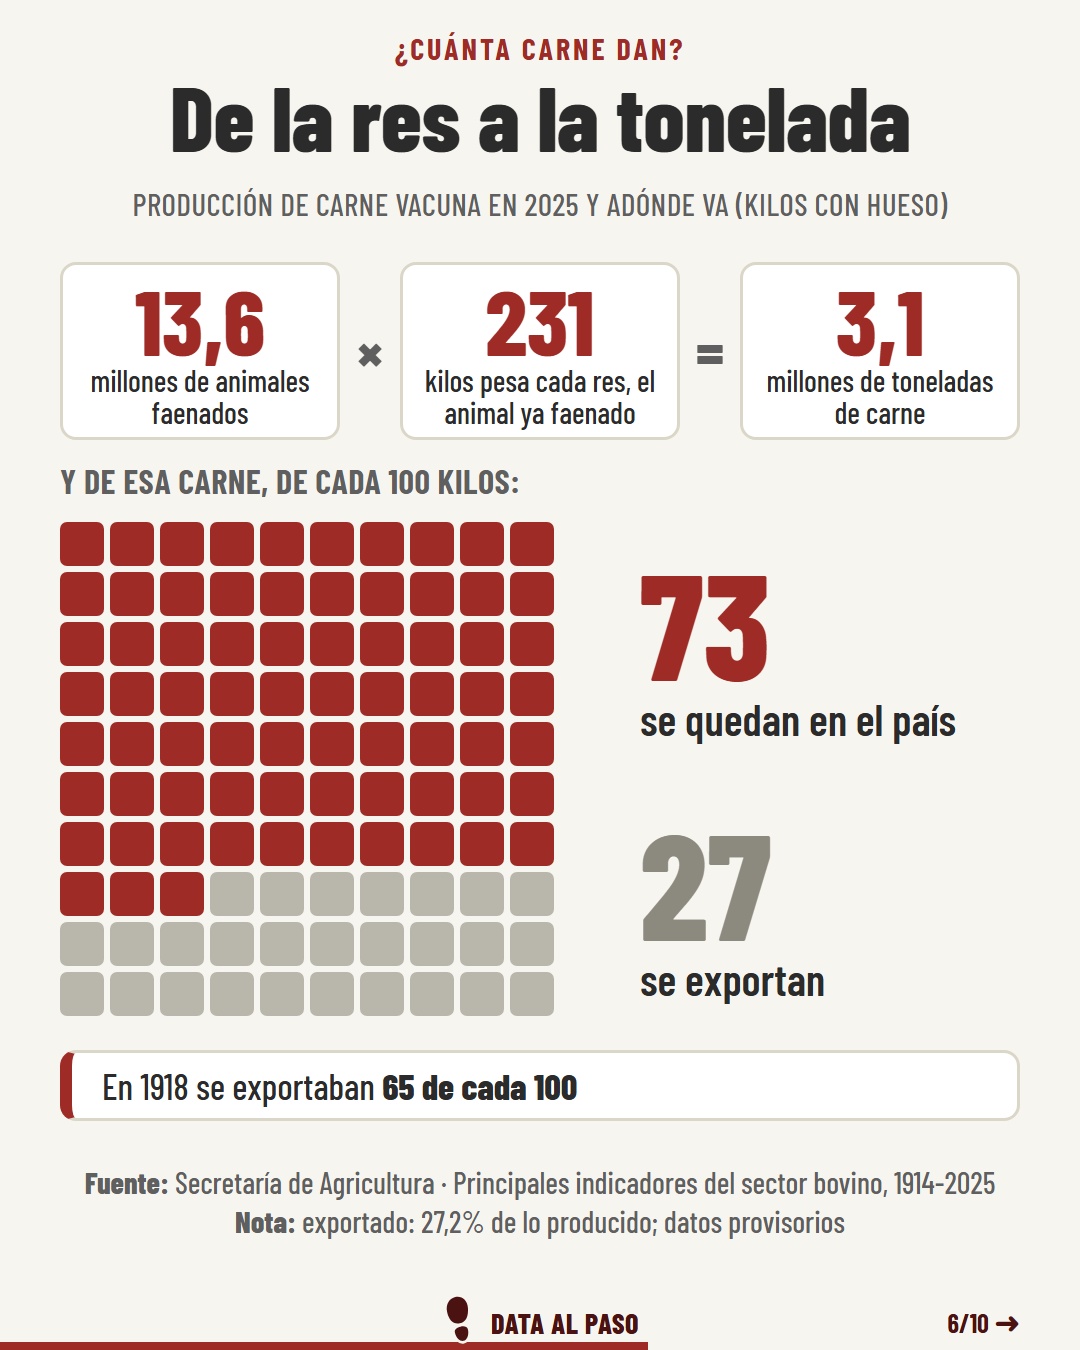 ¿CUÁNTA CARNE DAN?
De la res a la tonelada
PRODUCCIÓN DE CARNE VACUNA EN 2025 Y ADÓNDE VA (KILOS CON HUESO)
13,6
millones de animales
faenados
×
231
kilos pesa cada res, el
animal ya faenado
=
3,1
millones de toneladas
de carne
Y DE ESA CARNE, DE CADA 100 KILOS:
73
se quedan en el país
27
se exportan
En 1918 se exportaban 65 de cada 100
Fuente: Secretaría de Agricultura · Principales indicadores del sector bovino, 1914-2025
Nota: exportado: 27,2% de lo producido; datos provisorios
DATA AL PASO
6/10 →